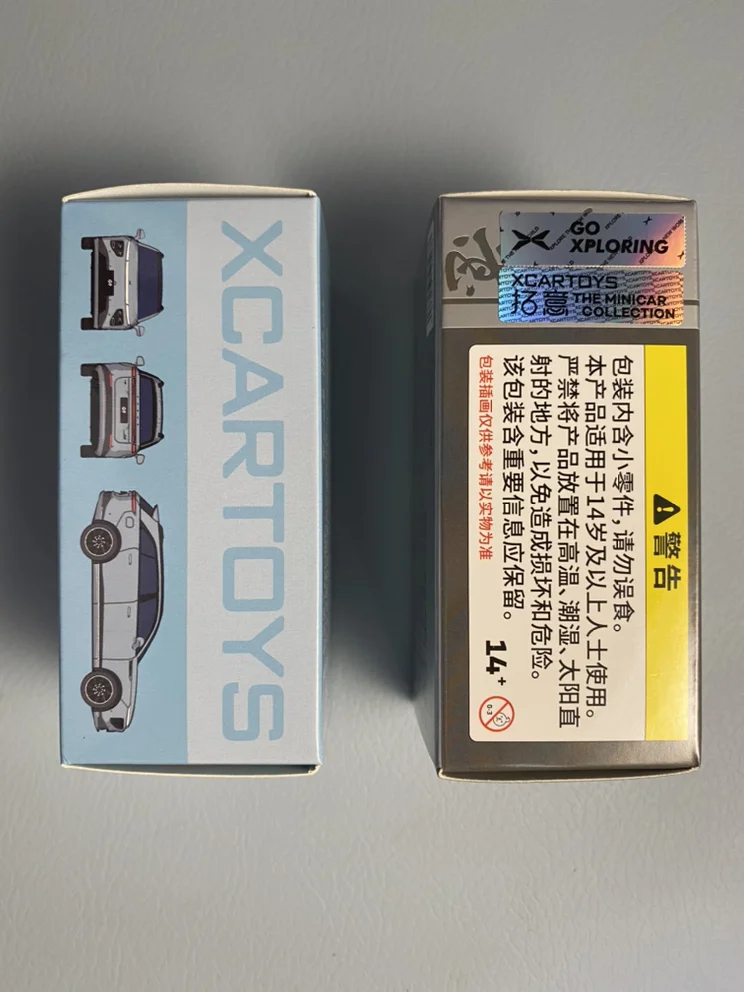 XCARTOYS
GO
XPLORING
XCARTOYS
拓意
THE MINICAR
COLLECTION
警告
包装内含小零件，请勿误食。
本产品适用于14岁及以上人士使用。
严禁将产品放置在高温、潮湿、太阳直
射的地方，以免造成损坏和危险。
该包装含重要信息应保留。
包装插画仅供参考请以实物为准
14+
0-3